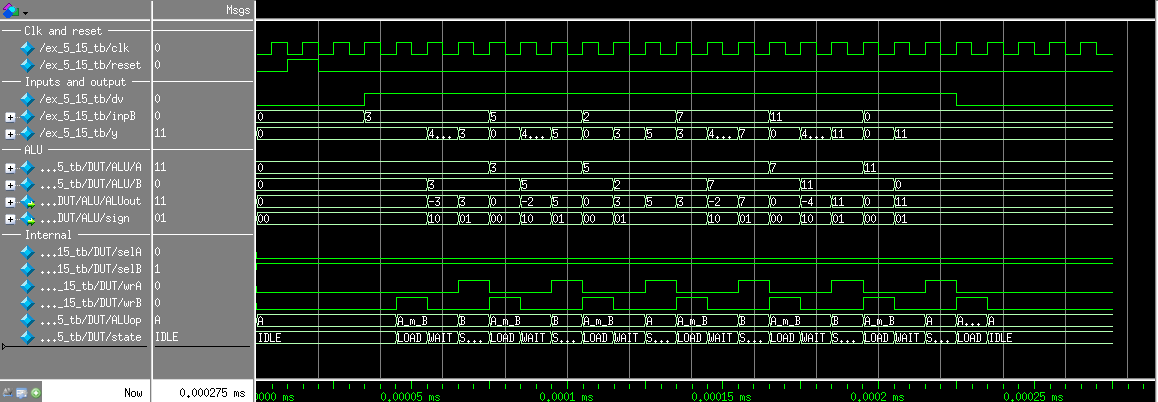 Msgs
Clk and reset
/ex_5_15_tb/clk 0
/ex_5_15_tb/reset 0
Inputs and output
/ex_5_15_tb/dv 0
/ex_5_15_tb/inpB 0 0 3 5 2 7 11 0
/ex_5_15_tb/y 11 0 4... 3 0 4... 5 0 3 5 3 4... 7 0 4... 11 0 11
ALU
...5_tb/DUT/ALU/A 11 0 3 5 7 11
...5_tb/DUT/ALU/B 0 0 3 5 2 7 11 0
...DUT/ALU/ALUout 11 0 -3 3 0 -2 5 0 3 5 3 -2 7 0 -4 11 0 11
...DUT/ALU/sign 01 00 10 01 00 10 01 00 01 10 01 00 10 01 00 01
Internal
...15_tb/DUT/selA 0
...15_tb/DUT/selB 1
..._15_tb/DUT/wrA 0
..._15_tb/DUT/wrB 0
...5_tb/DUT/ALUop A A A_m_B B A_m_B B A_m_B A A_m_B B A_m_B B A_m_B A A... A
...5_tb/DUT/state IDLE IDLE LOAD WAIT S... LOAD WAIT S... LOAD WAIT S... LOAD WAIT S... LOAD WAIT S... LOAD WAIT S... LOAD IDLE
Now 0.000275 ms 0000 ms 0.00005 ms 0.0001 ms 0.00015 ms 0.0002 ms 0.00025 ms